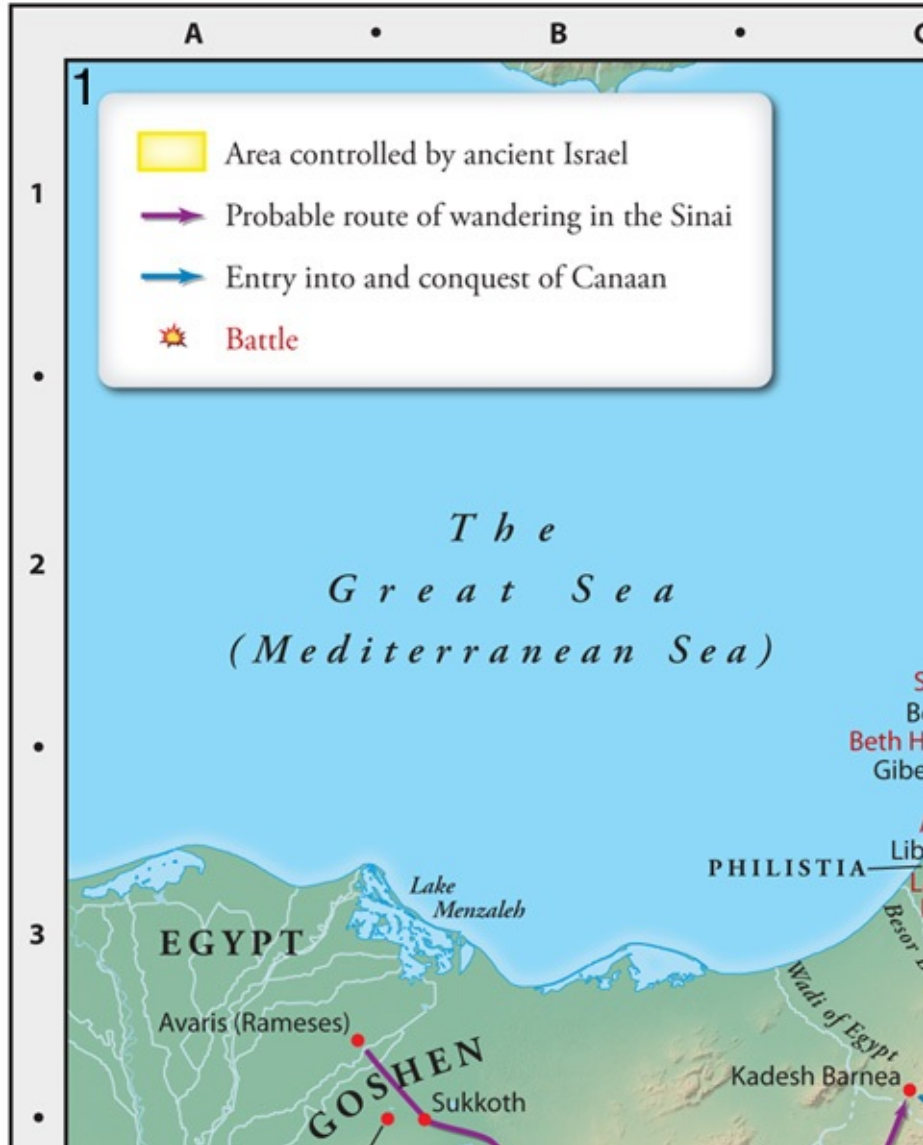 A • B •
1
1
Area controlled by ancient Israel
Probable route of wandering in the Sinai
Entry into and conquest of Canaan
Battle
•
2
The
Great Sea
(Mediterranean Sea)
•
3
Beth H
Gibe
Lib
PHILISTIA
Lake
Menzaleh
EGYPT
Besor
Wadi of Egypt
Avaris (Rameses)
GOSHEN
Kadesh Barnea
Sukkoth
•